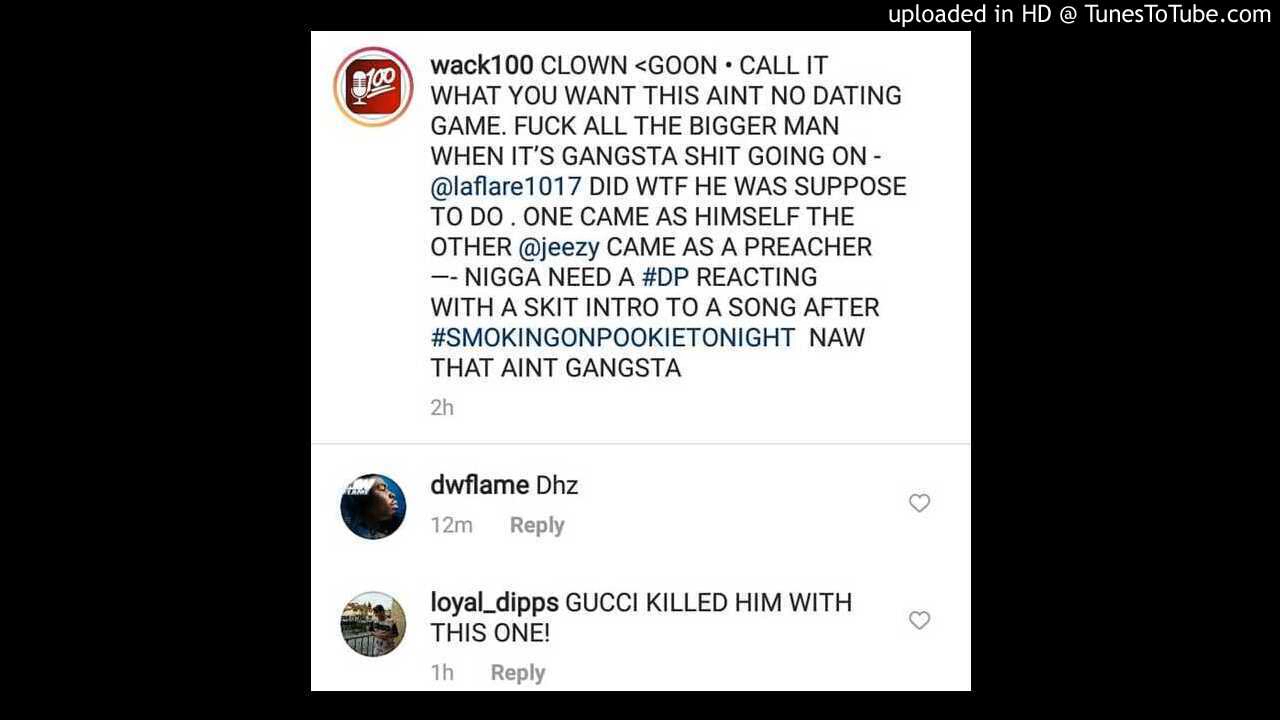 uploaded in HD @ TunesToTube.com
wack100 CLOWN <GOON • CALL IT
WHAT YOU WANT THIS AINT NO DATING
GAME. FUCK ALL THE BIGGER MAN
WHEN IT’S GANGSTA SHIT GOING ON -
@laflare1017 DID WTF HE WAS SUPPOSE
TO DO . ONE CAME AS HIMSELF THE
OTHER @jeezy CAME AS A PREACHER
—- NIGGA NEED A #DP REACTING
WITH A SKIT INTRO TO A SONG AFTER
#SMOKINGONPOOKIETONIGHT NAW
THAT AINT GANGSTA
2h
dwflame Dhz
12m Reply
loyal_dipps GUCCI KILLED HIM WITH
THIS ONE!
1h Reply